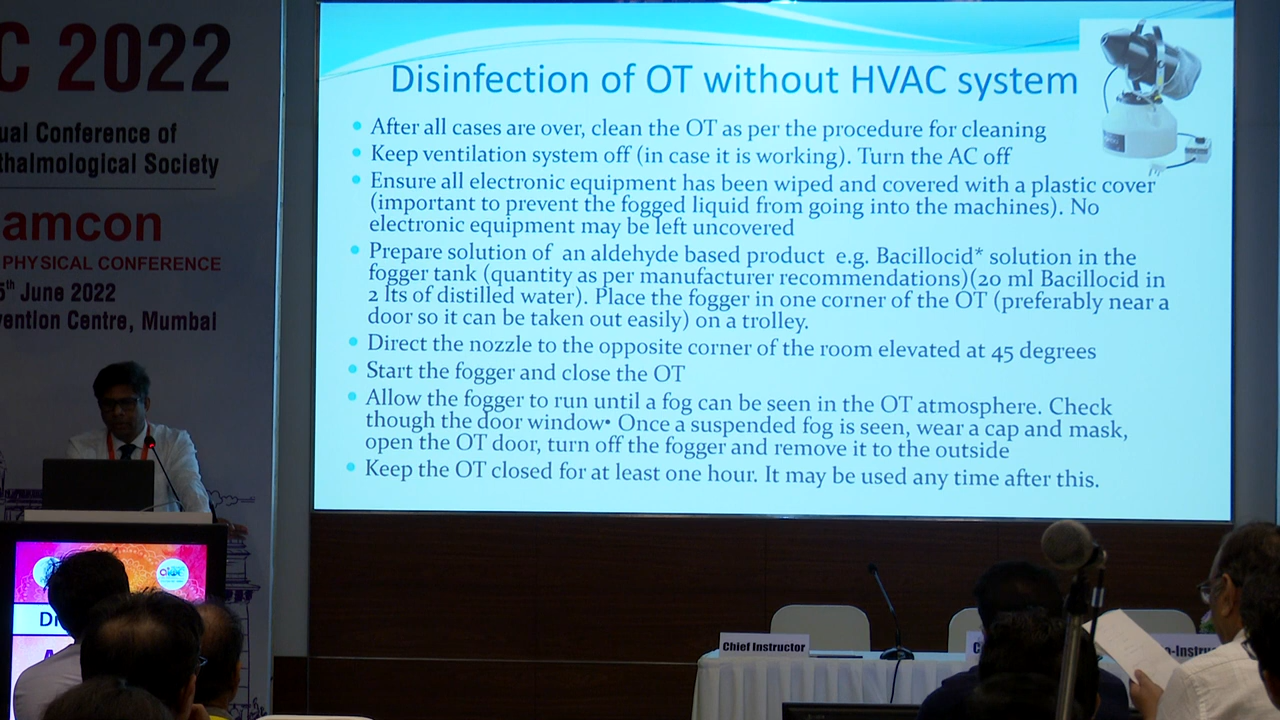 C 2022
ual Conference of
thalmological Society
amcon
PHYSICAL CONFERENCE
5th June 2022
vention Centre, Mumbai
Disinfection of OT without HVAC system
• After all cases are over, clean the OT as per the procedure for cleaning
• Keep ventilation system off (in case it is working). Turn the AC off
• Ensure all electronic equipment has been wiped and covered with a plastic cover
(important to prevent the fogged liquid from going into the machines). No
electronic equipment may be left uncovered
• Prepare solution of an aldehyde based product e.g. Bacillocid* solution in the
fogger tank (quantity as per manufacturer recommendations)(20 ml Bacillocid in
2 lts of distilled water). Place the fogger in one corner of the OT (preferably near a
door so it can be taken out easily) on a trolley.
• Direct the nozzle to the opposite corner of the room elevated at 45 degrees
• Start the fogger and close the OT
• Allow the fogger to run until a fog can be seen in the OT atmosphere. Check
though the door window• Once a suspended fog is seen, wear a cap and mask,
open the OT door, turn off the fogger and remove it to the outside
• Keep the OT closed for at least one hour. It may be used any time after this.
Chief Instructor
o-Instru